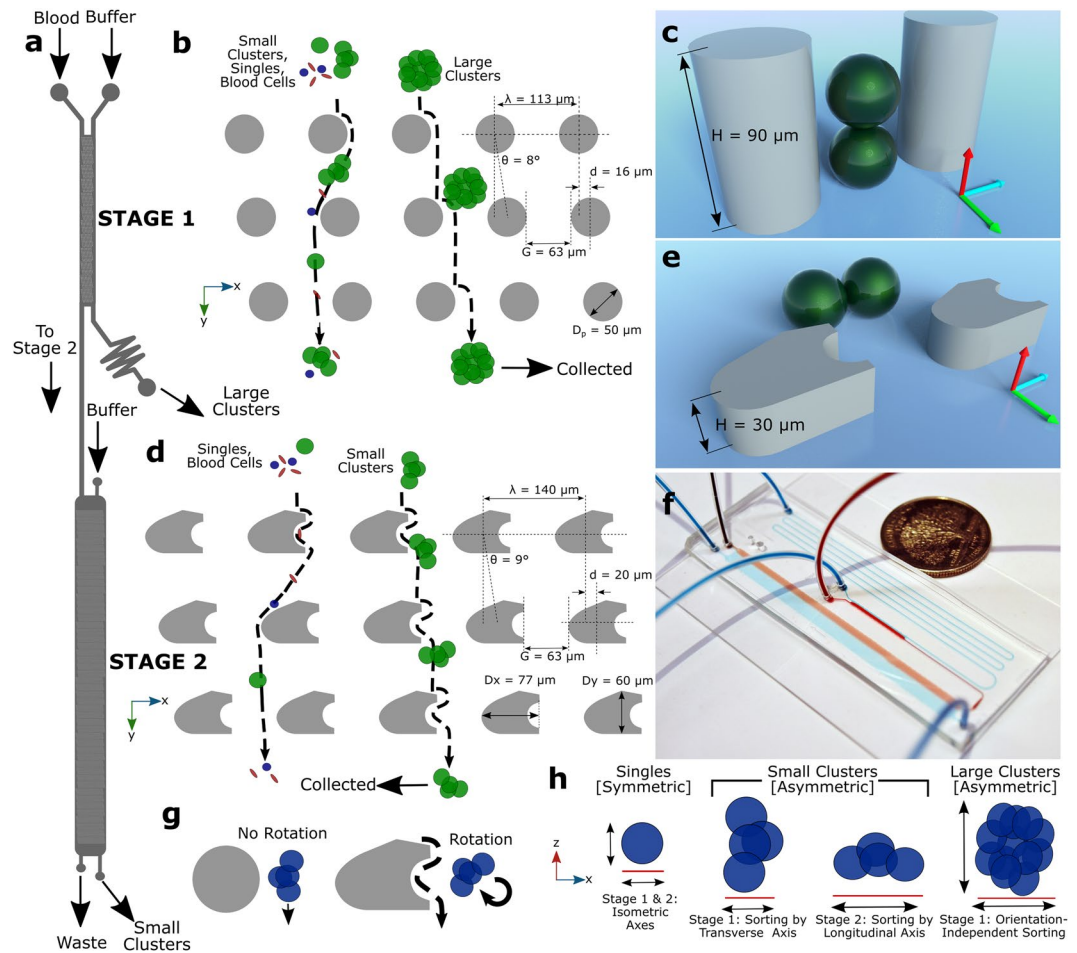 Blood Buffer
a
STAGE 1
To
Stage 2
Large
Clusters
Buffer
STAGE 2
Waste
Small
Clusters
b
Small
Clusters,
Singles,
Blood Cells
Large
Clusters
λ = 113 μm
θ = 8°
d = 16 μm
G = 63 μm
x
y
Dp = 50 μm
Collected
c
H = 90 μm
d
Singles,
Blood Cells
Small
Clusters
λ = 140 μm
θ = 9°
d = 20 μm
G = 63 μm
Dx = 77 μm
Dy = 60 μm
x
y
Collected
e
H = 30 μm
f
g
No Rotation
Rotation
h
Singles
[Symmetric]
Small Clusters
[Asymmetric]
Large Clusters
[Asymmetric]
z
x
Stage 1 & 2:
Isometric
Axes
Stage 1: Sorting by
Transverse Axis
Stage 2: Sorting by
Longitudinal Axis
Stage 1: Orientation-
Independent Sorting